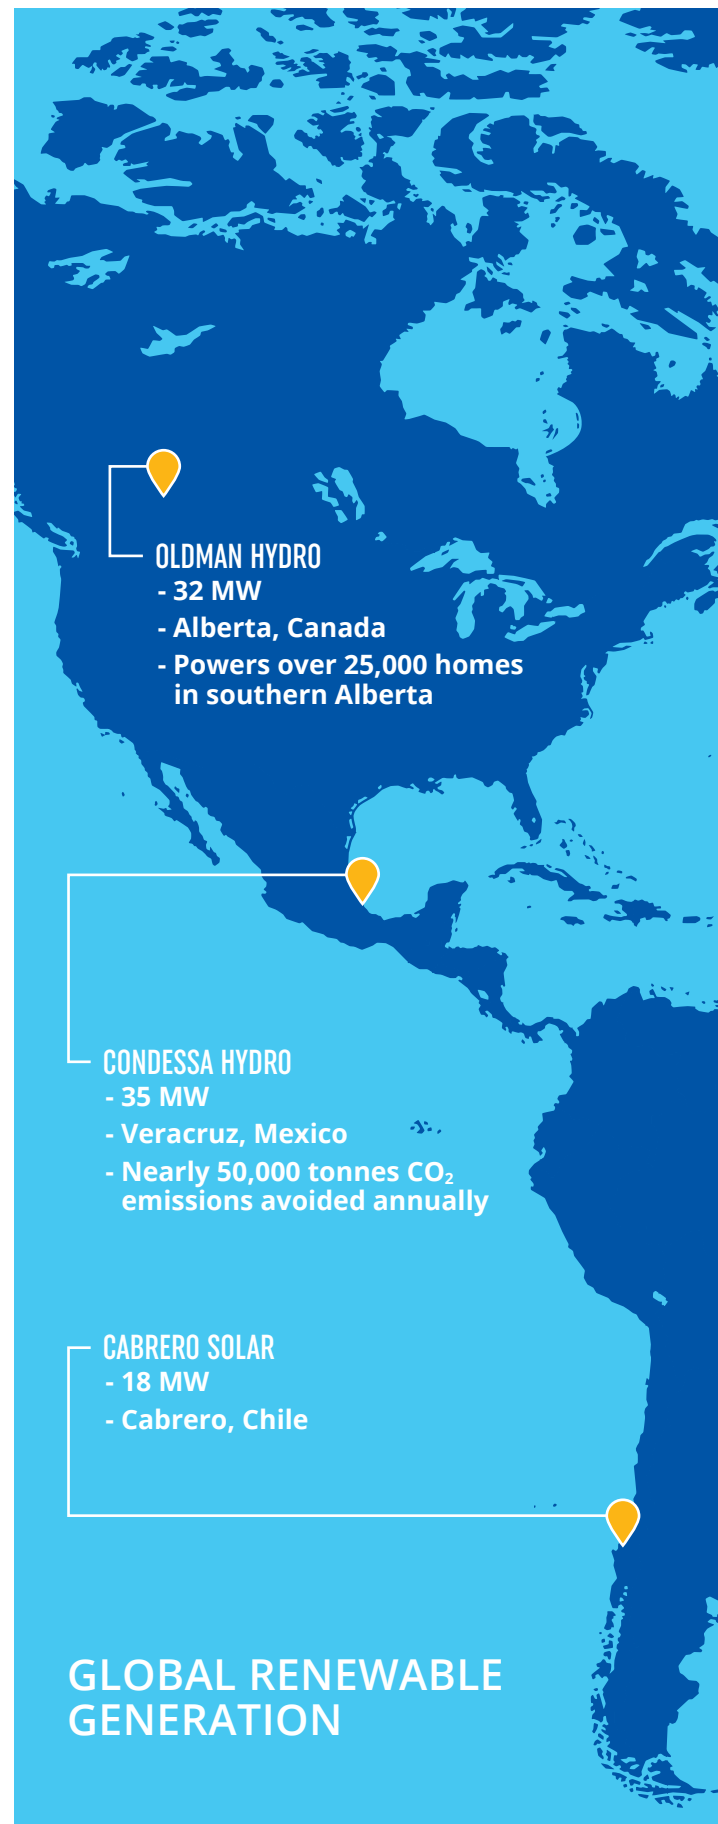 OLDMAN HYDRO
- 32 MW
- Alberta, Canada
- Powers over 25,000 homes
in southern Alberta
CONDESSA HYDRO
- 35 MW
- Veracruz, Mexico
- Nearly 50,000 tonnes CO₂
emissions avoided annually
CABRERO SOLAR
- 18 MW
- Cabrero, Chile
GLOBAL RENEWABLE
GENERATION